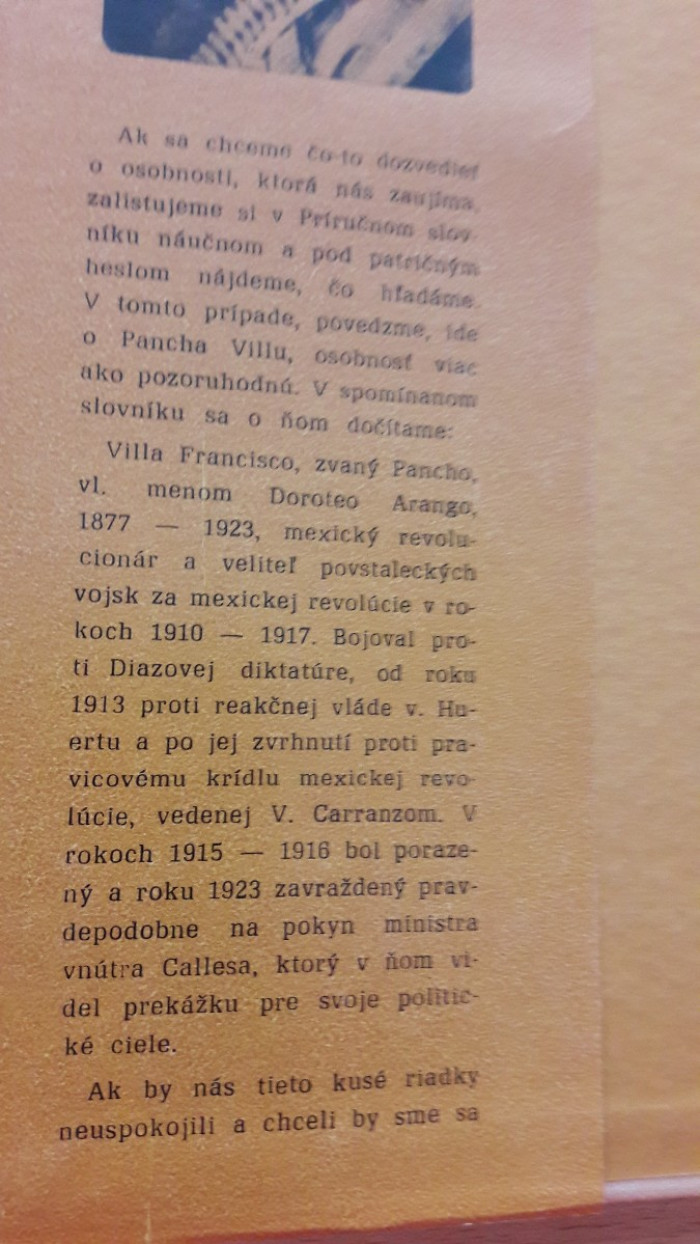 Ak sa chceme čo-to dozvedieť
o osobnosti, ktorá nás zaujíma,
zalistujeme si v Príručnom slov-
níku náučnom a pod patričným
heslom nájdeme, čo hľadáme.
V tomto prípade, povedzme, ide
o Pancha Villu, osobnosť viac
ako pozoruhodnú. V spomínanom
slovníku sa o ňom dočítame:
Villa Francisco, zvaný Pancho,
vl. menom Doroteo Arango,
1877 — 1923, mexický revolu-
cionár a veliteľ povstaleckých
vojsk za mexickej revolúcie v ro-
koch 1910 — 1917. Bojoval pro-
ti Diazovej diktatúre, od roku
1913 proti reakčnej vláde v. Hu-
ertu a po jej zvrhnutí proti pra-
vicovému krídlu mexickej revo-
lúcie, vedenej V. Carranzom. V
rokoch 1915 — 1916 bol poraze-
ný a roku 1923 zavraždený prav-
depodobne na pokyn ministra
vnútra Callesa, ktorý v ňom vi-
del prekážku pre svoje politic-
ké ciele.
Ak by nás tieto kusé riadky
neuspokojili a chceli by sme sa